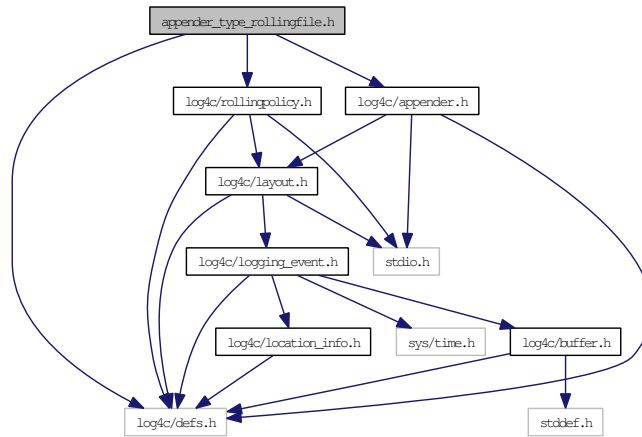 appender_type_rollingfile.h
log4c/rollingpolicy.h
log4c/appender.h
log4c/layout.h
log4c/logging_event.h
stdio.h
log4c/location_info.h
sys/time.h
log4c/buffer.h
log4c/defs.h
stddef.h